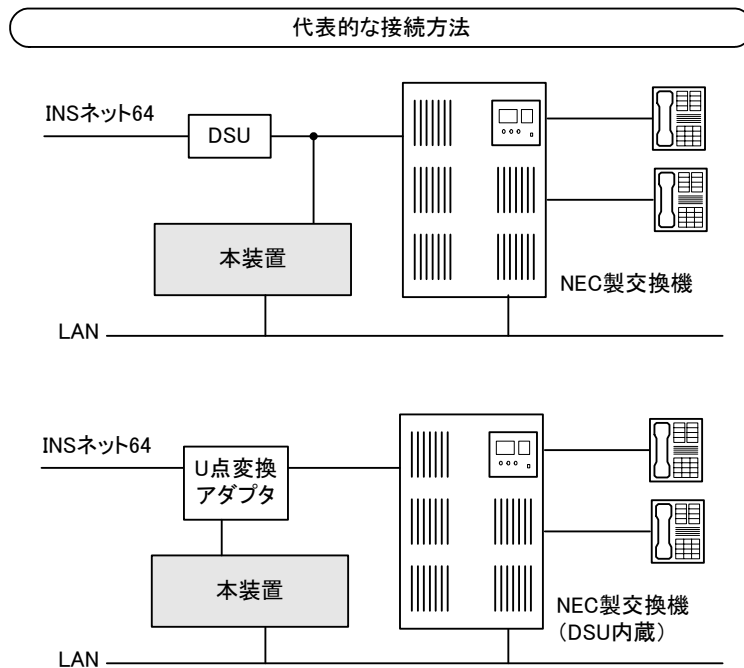 代表的な接続方法
INSネット64
DSU
本装置
NEC製交換機
LAN
INSネット64
U点変換
アダプタ
本装置
NEC製交換機
（DSU内蔵）
LAN